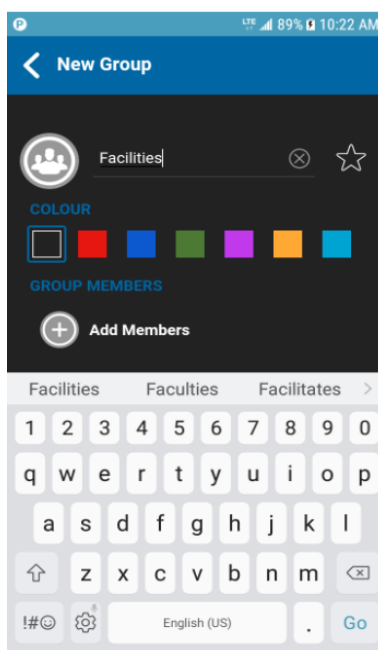 P LTE 89% 10:22 AM
New Group
Facilities
COLOUR
GROUP MEMBERS
Add Members
Facilities Faculties Facilitates >
1 2 3 4 5 6 7 8 9 0
q w e r t y u i o p
a s d f g h j k l
z x c v b n m
!#☺ English (US) . Go